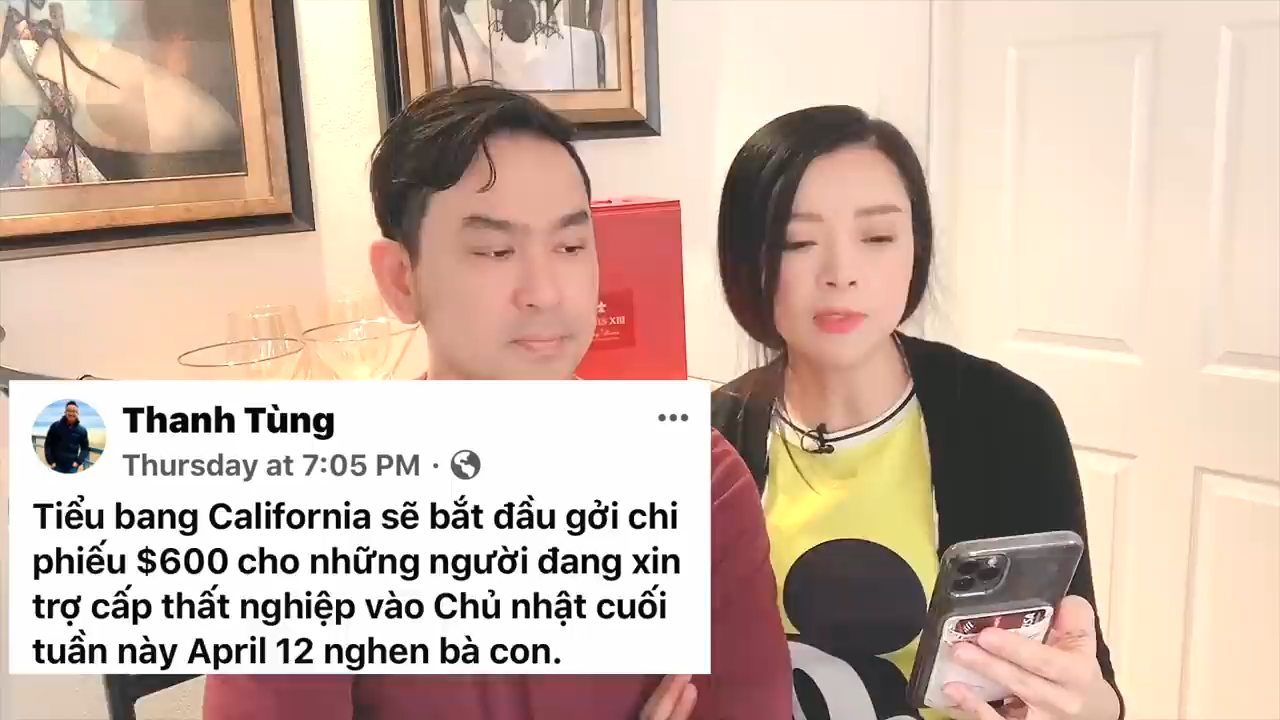 Thanh Tùng
Thursday at 7:05 PM ·
Tiểu bang California sẽ bắt đầu gởi chi
phiếu $600 cho những người đang xin
trợ cấp thất nghiệp vào Chủ nhật cuối
tuần này April 12 nghen bà con.
XIII